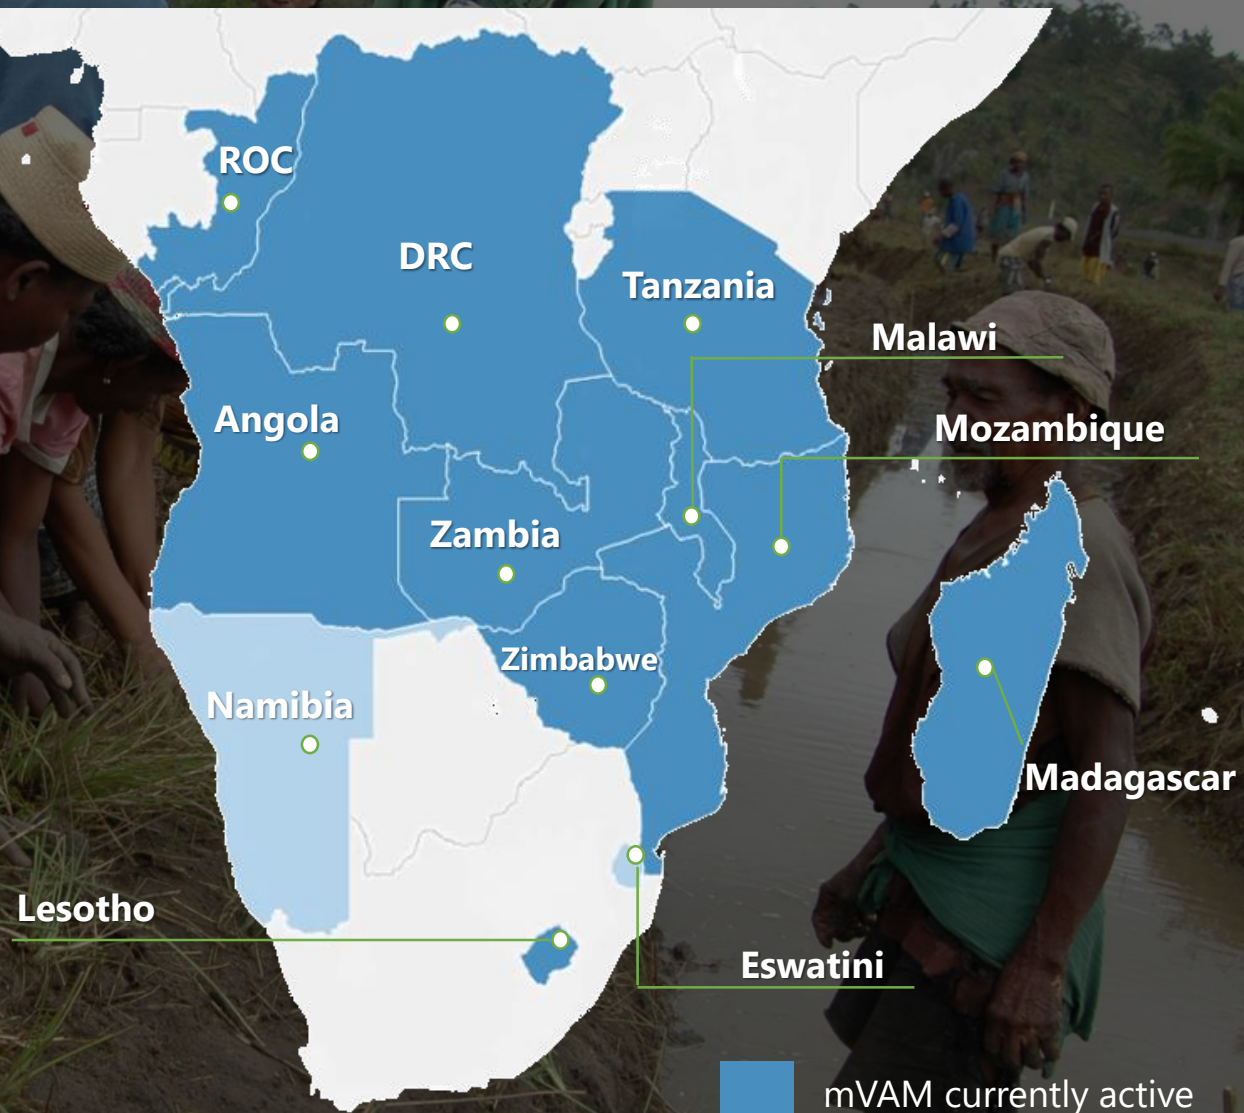 ROC
DRC
Tanzania
Malawi
Angola
Mozambique
Zambia
Zimbabwe
Namibia
Madagascar
Lesotho
Eswatini
mVAM currently active